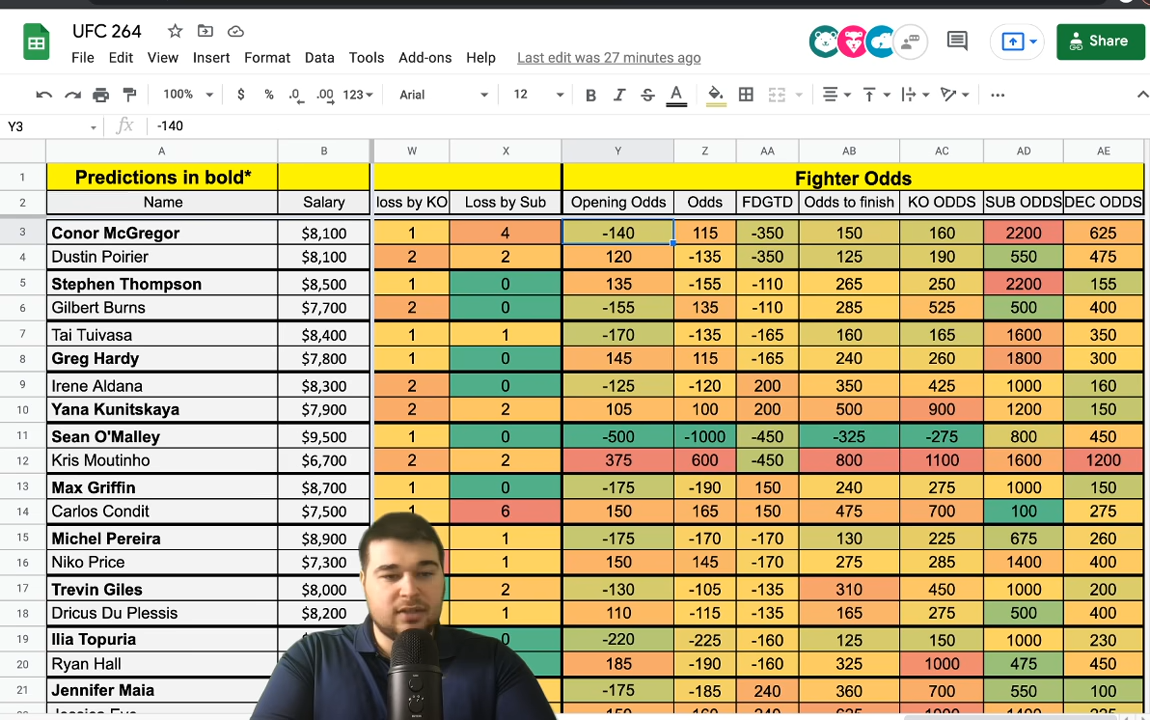 UFC 264
File Edit View Insert Format Data Tools Add-ons Help Last edit was 27 minutes ago
Share
100% $ % .0 .00 123 Arial 12 B I S A
Y3 fx -140
A B W X Y Z AA AB AC AD AE
1 Predictions in bold* Fighter Odds
2 Name Salary loss by KO Loss by Sub Opening Odds Odds FDGTD Odds to finish KO ODDS SUB ODDS DEC ODDS
3 Conor McGregor $8,100 1 4 -140 115 -350 150 160 2200 625
4 Dustin Poirier $8,100 2 2 120 -135 -350 125 190 550 475
5 Stephen Thompson $8,500 1 0 135 -155 -110 265 250 2200 155
6 Gilbert Burns $7,700 2 0 -155 135 -110 285 525 500 400
7 Tai Tuivasa $8,400 1 1 -170 -135 -165 160 165 1600 350
8 Greg Hardy $7,800 1 0 145 115 -165 240 260 1800 300
9 Irene Aldana $8,300 2 0 -125 -120 200 350 425 1000 160
10 Yana Kunitskaya $7,900 2 2 105 100 200 500 900 1200 150
11 Sean O'Malley $9,500 1 0 -500 -1000 -450 -325 -275 800 450
12 Kris Moutinho $6,700 2 2 375 600 -450 800 1100 1600 1200
13 Max Griffin $8,700 1 0 -175 -190 150 240 275 1000 150
14 Carlos Condit $7,500 1 6 150 165 150 475 700 100 275
15 Michel Pereira $8,900 1 -175 -170 -170 130 225 675 260
16 Niko Price $7,300 1 150 145 -170 275 285 1400 400
17 Trevin Giles $8,000 2 -130 -105 -135 310 450 1000 200
18 Dricus Du Plessis $8,200 1 110 -115 -135 165 275 500 400
19 Ilia Topuria 0 -220 -225 -160 125 150 1000 230
20 Ryan Hall 185 -190 -160 325 1000 475 450
21 Jennifer Maia -175 -185 240 360 700 550 100